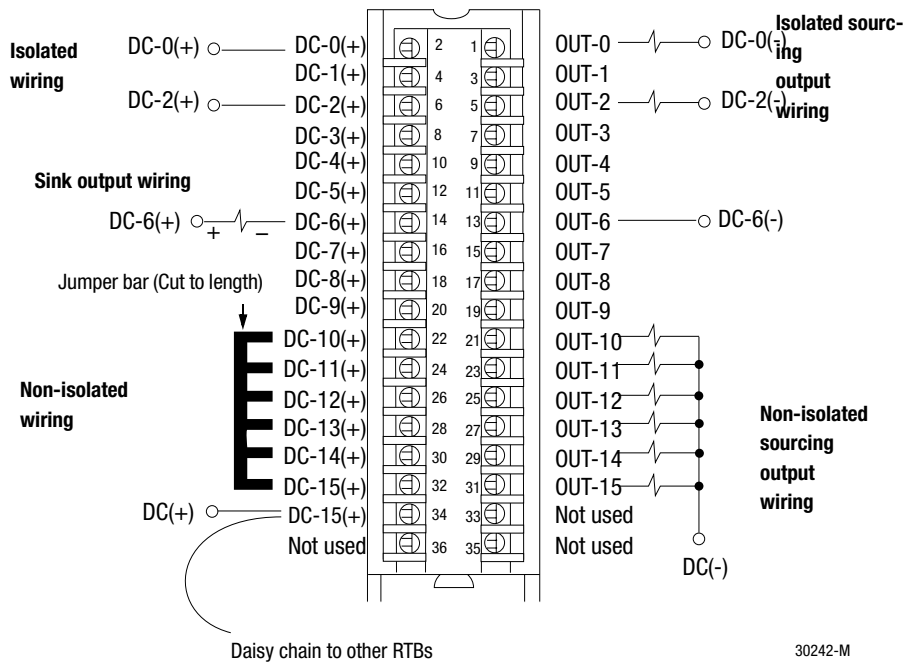 Isolated wiring
DC-0(+)
DC-2(+)
Sink output wiring
DC-6(+)
+ –
Jumper bar (Cut to length)
Non-isolated wiring
DC(+)
DC-0(+) 2 1 OUT-0
DC-1(+) 4 3 OUT-1
DC-2(+) 6 5 OUT-2
DC-3(+) 8 7 OUT-3
DC-4(+) 10 9 OUT-4
DC-5(+) 12 11 OUT-5
DC-6(+) 14 13 OUT-6
DC-7(+) 16 15 OUT-7
DC-8(+) 18 17 OUT-8
DC-9(+) 20 19 OUT-9
DC-10(+) 22 21 OUT-10
DC-11(+) 24 23 OUT-11
DC-12(+) 26 25 OUT-12
DC-13(+) 28 27 OUT-13
DC-14(+) 30 29 OUT-14
DC-15(+) 32 31 OUT-15
DC-15(+) 34 33 Not used
Not used 36 35 Not used
DC-0(-)
Isolated sourc-
ing
output
wiring
DC-2(-)
DC-6(-)
Non-isolated
sourcing
output
wiring
DC(-)
Daisy chain to other RTBs
30242-M